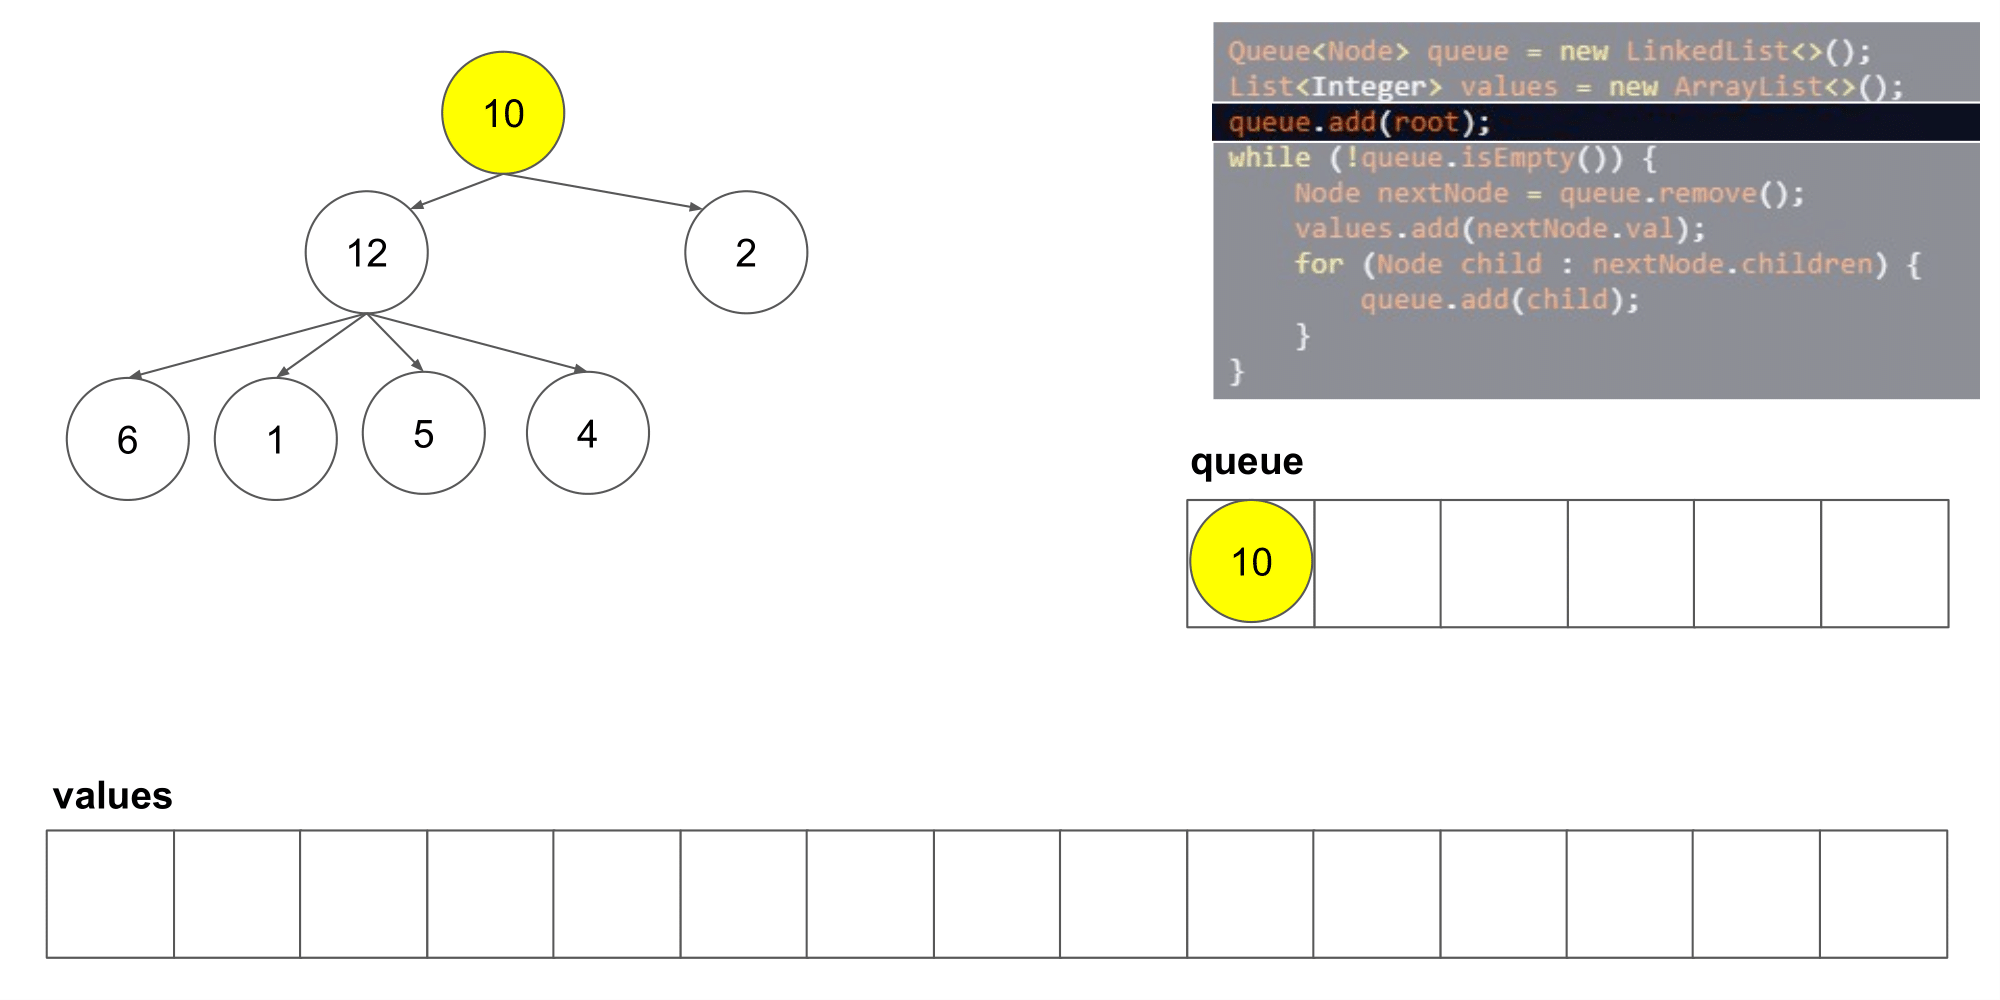 10
12
2
6
1
5
4
Queue<Node> queue = new LinkedList<>();
List<Integer> values = new ArrayList<>();
queue.add(root);
while (!queue.isEmpty()) {
    Node nextNode = queue.remove();
    values.add(nextNode.val);
    for (Node child : nextNode.children) {
        queue.add(child);
    }
}
queue
10
values